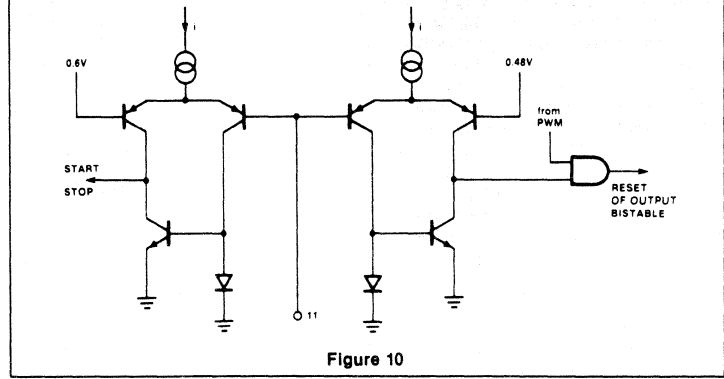 i
i
0.6V
0.48V
from
PWM
START
STOP
RESET
OF OUTPUT
BISTABLE
11
Figure 10